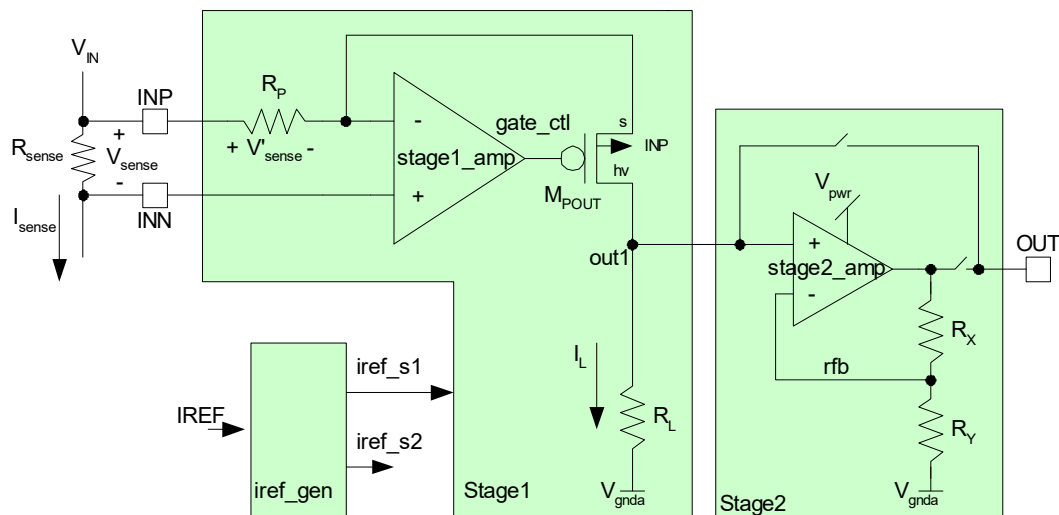 V_IN
INP
R_P
R_sense
+
V_sense
-
+ V'_sense -
INN
I_sense
-
stage1_amp
+
gate_ctl
s
INP
hv
M_POUT
out1
I_L
R_L
V_gnda
Stage1
IREF
iref_s1
iref_s2
iref_gen
V_pwr
+
stage2_amp
-
OUT
R_X
rfb
R_Y
V_gnda
Stage2